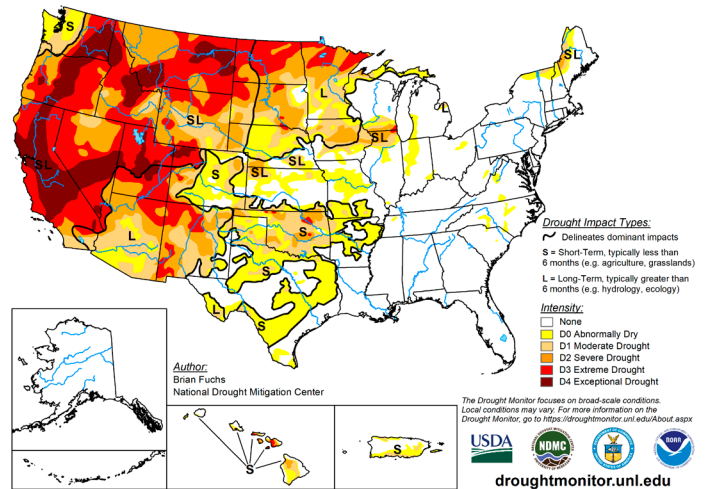 S
SL
L
L
SL
SL
SL
S
SL
SL
L
S
S
L
S
Drought Impact Types:
Delineates dominant impacts
S = Short-Term, typically less than
6 months (e.g. agriculture, grasslands)
L = Long-Term, typically greater than
6 months (e.g. hydrology, ecology)
Intensity:
None
D0 Abnormally Dry
D1 Moderate Drought
D2 Severe Drought
D3 Extreme Drought
D4 Exceptional Drought
Author:
Brian Fuchs
National Drought Mitigation Center
S
S
The Drought Monitor focuses on broad-scale conditions.
Local conditions may vary. For more information on the
Drought Monitor, go to https://droughtmonitor.unl.edu/About.aspx
USDA
NDMC
NOAA
droughtmonitor.unl.edu